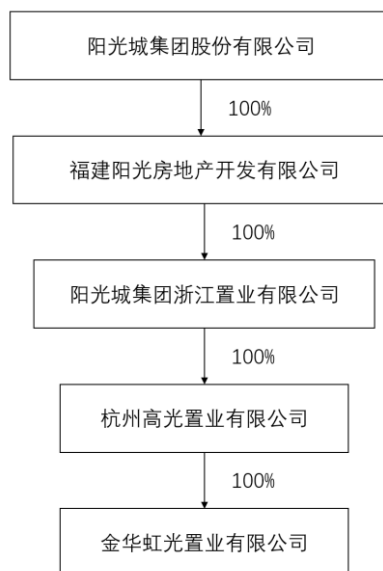 阳光城集团股份有限公司
100%
福建阳光房地产开发有限公司
100%
阳光城集团浙江置业有限公司
100%
杭州高光置业有限公司
100%
金华虹光置业有限公司